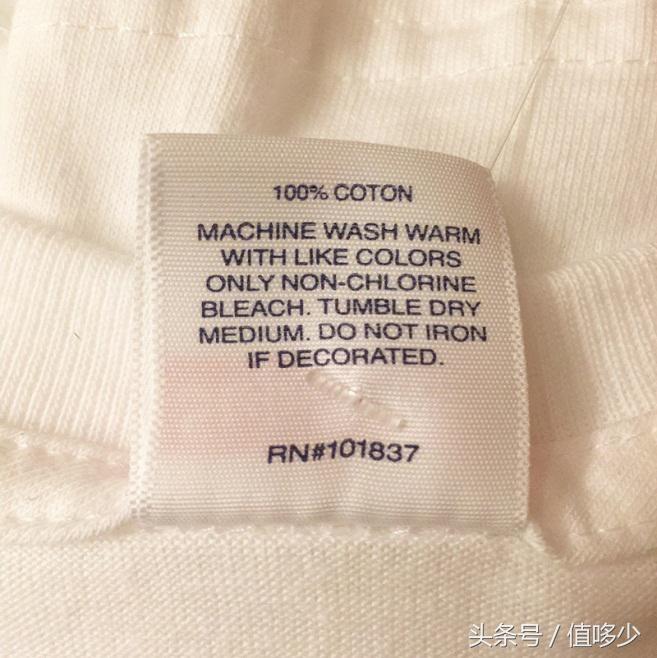 100% COTON
MACHINE WASH WARM
WITH LIKE COLORS
ONLY NON-CHLORINE
BLEACH. TUMBLE DRY
MEDIUM. DO NOT IRON
IF DECORATED.
RN#101837
头条号 / 值哆少